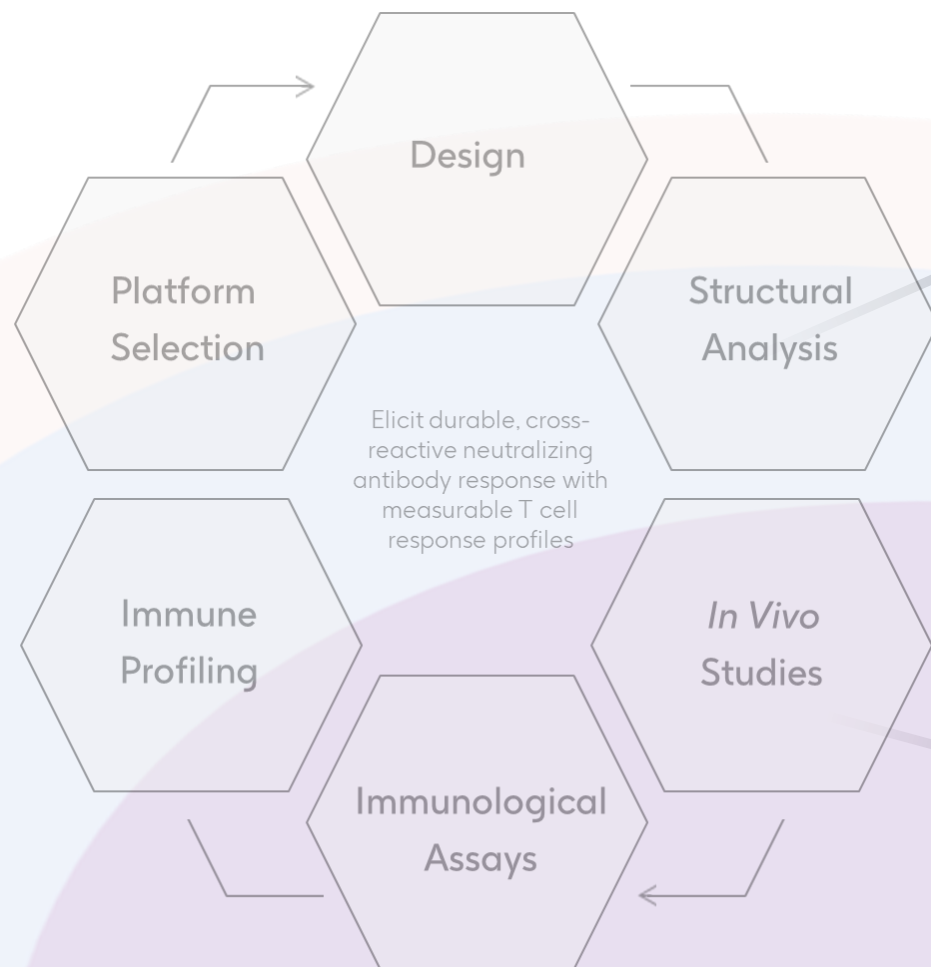 Design
Platform
Selection
Structural
Analysis
Elicit durable, cross-
reactive neutralizing
antibody response with
measurable T cell
response profiles
Immune
Profiling
In Vivo
Studies
Immunological
Assays